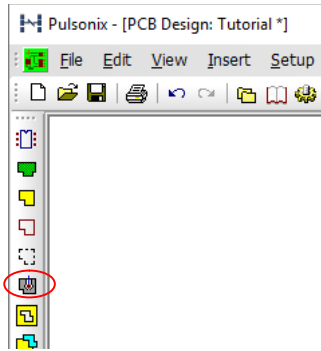 Pulsonix - [PCB Design: Tutorial *]
File Edit View Insert Setup